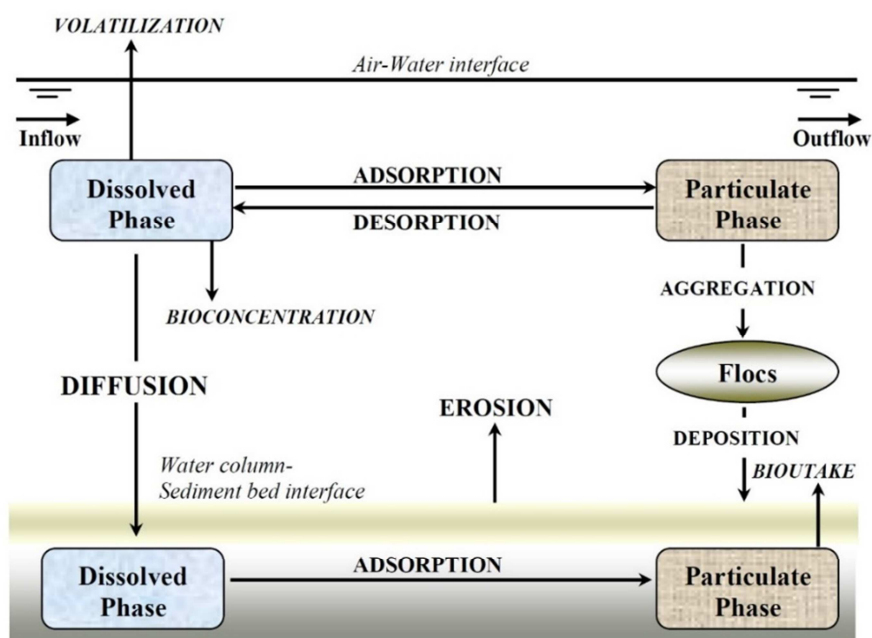 VOLATILIZATION
Air-Water interface
Inflow
Outflow
Dissolved
Phase
ADSORPTION
DESORPTION
Particulate
Phase
BIOCONCENTRATION
AGGREGATION
Flocs
DIFFUSION
EROSION
DEPOSITION
BIOUTAKE
Water column-
Sediment bed interface
Dissolved
Phase
ADSORPTION
Particulate
Phase